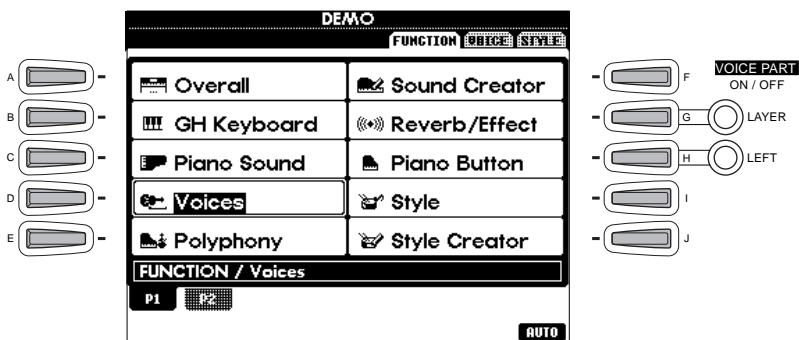 DEMO
FUNCTION VOICE STYLE
A Overall Sound Creator F VOICE PART
ON / OFF
B GH Keyboard Reverb/Effect G LAYER
C Piano Sound Piano Button H LEFT
D Voices Style I
E Polyphony Style Creator J
FUNCTION / Voices
P1 P2
AUTO